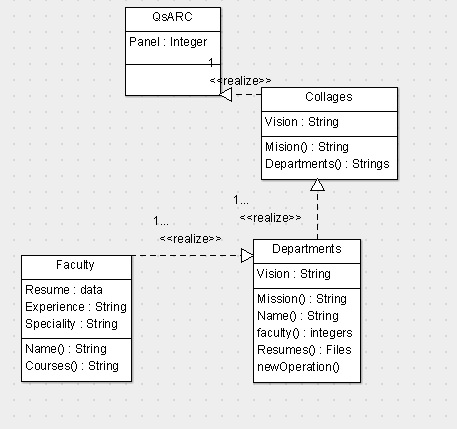 QsARC
Panel : Integer
1
<<realize>>
Collages
Vision : String
Mision() : String
Departments() : Strings
1...
<<realize>>
1...
<<realize>>
Departments
Vision : String
Mission() : String
Name() : String
faculty() : integers
Resumes() : Files
newOperation()
Faculty
Resume : data
Experience : String
Speciality : String
Name() : String
Courses() : String